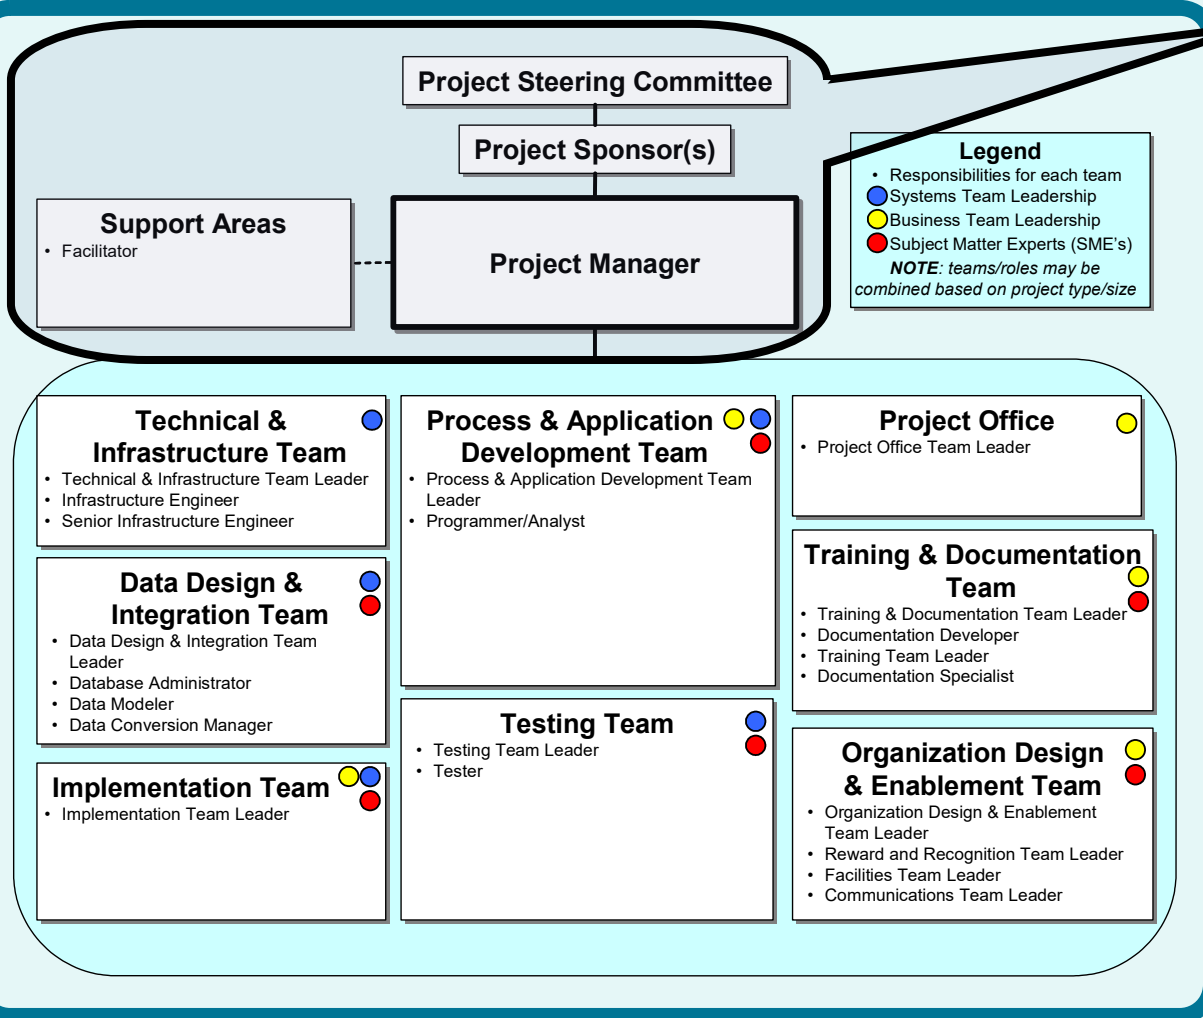 Project Steering Committee
Project Sponsor(s)
Support Areas
• Facilitator
Project Manager
Legend
• Responsibilities for each team
Systems Team Leadership
Business Team Leadership
Subject Matter Experts (SME's)
NOTE: teams/roles may be
combined based on project type/size
Technical &
Infrastructure Team
• Technical & Infrastructure Team Leader
• Infrastructure Engineer
• Senior Infrastructure Engineer
Process & Application
Development Team
• Process & Application Development Team
Leader
• Programmer/Analyst
Project Office
• Project Office Team Leader
Data Design &
Integration Team
• Data Design & Integration Team
Leader
• Database Administrator
• Data Modeler
• Data Conversion Manager
Training & Documentation
Team
• Training & Documentation Team Leader
• Documentation Developer
• Training Team Leader
• Documentation Specialist
Implementation Team
• Implementation Team Leader
Testing Team
• Testing Team Leader
• Tester
Organization Design
& Enablement Team
• Organization Design & Enablement
Team Leader
• Reward and Recognition Team Leader
• Facilities Team Leader
• Communications Team Leader